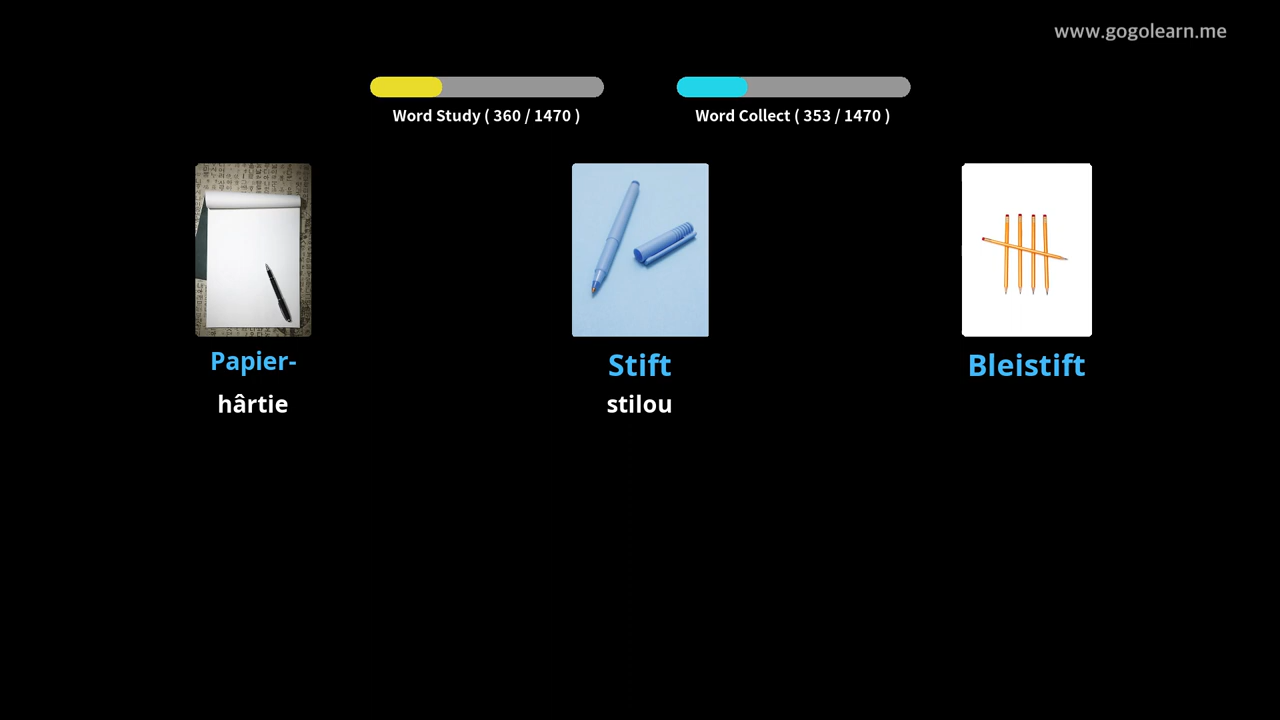 www.gogolearn.me
Word Study ( 360 / 1470 )
Word Collect ( 353 / 1470 )
Papier-
Stift
Bleistift
hârtie
stilou